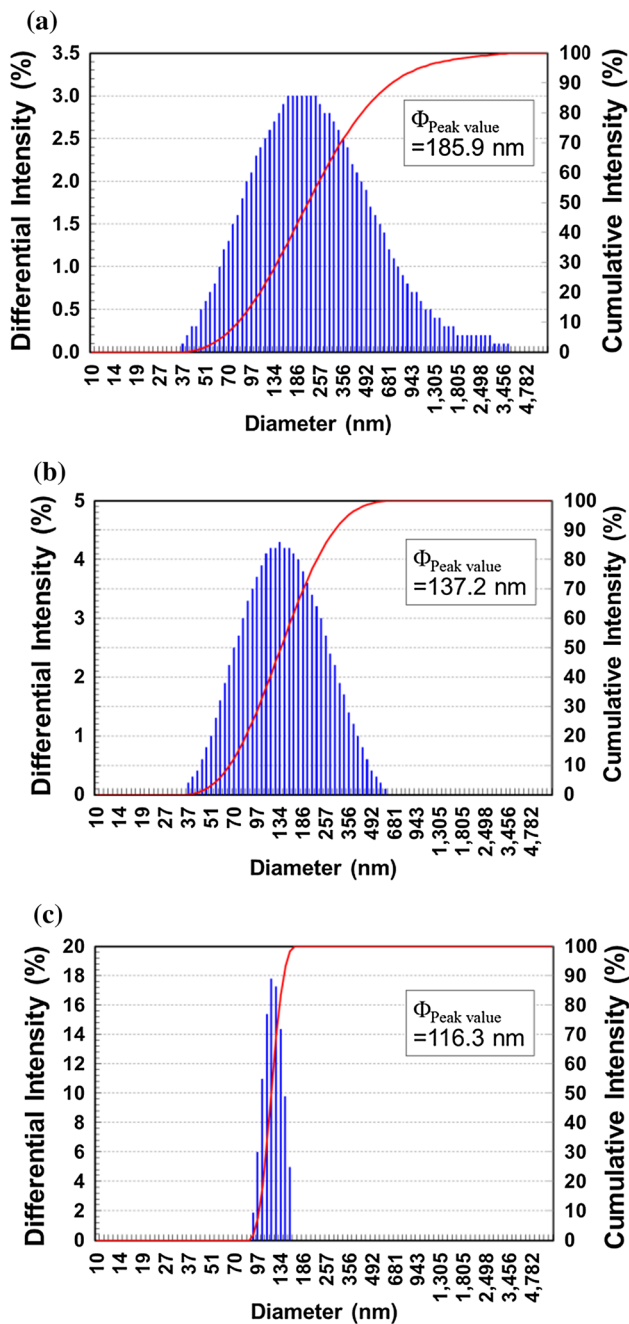 (a)
Differential Intensity (%)
3.5
3.0
2.5
2.0
1.5
1.0
0.5
0.0
100
90
80
70
60
50
40
30
20
10
0
Cumulative Intensity (%)
Φ Peak value
=185.9 nm
10 14 19 27 37 51 70 97 134 186 257 356 492 681 943 1,305 1,805 2,498 3,456 4,782
Diameter (nm)
(b)
Differential Intensity (%)
5
4
3
2
1
0
100
90
80
70
60
50
40
30
20
10
0
Cumulative Intensity (%)
Φ Peak value
=137.2 nm
10 14 19 27 37 51 70 97 134 186 257 356 492 681 943 1,305 1,805 2,498 3,456 4,782
Diameter (nm)
(c)
Differential Intensity (%)
20
18
16
14
12
10
8
6
4
2
0
100
90
80
70
60
50
40
30
20
10
0
Cumulative Intensity (%)
Φ Peak value
=116.3 nm
10 14 19 27 37 51 70 97 134 186 257 356 492 681 943 1,305 1,805 2,498 3,456 4,782
Diameter (nm)